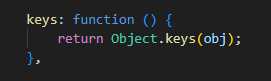 keys: function () {
    return Object.keys(obj);
},